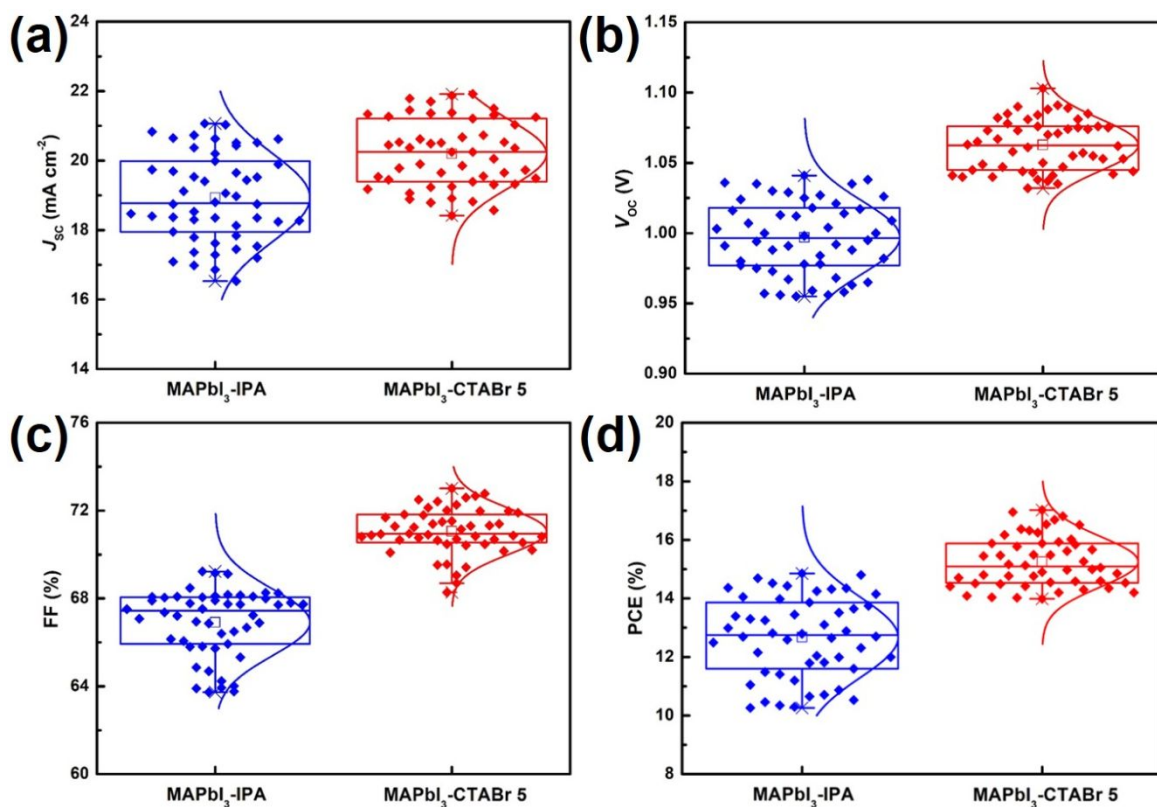 (a)
J_SC (mA cm⁻²)
24
22
20
18
16
14
MAPbI₃-IPA
MAPbI₃-CTABr 5
(b)
V_OC (V)
1.15
1.10
1.05
1.00
0.95
0.90
MAPbI₃-IPA
MAPbI₃-CTABr 5
(c)
FF (%)
76
72
68
64
60
MAPbI₃-IPA
MAPbI₃-CTABr 5
(d)
PCE (%)
20
18
16
14
12
10
8
MAPbI₃-IPA
MAPbI₃-CTABr 5